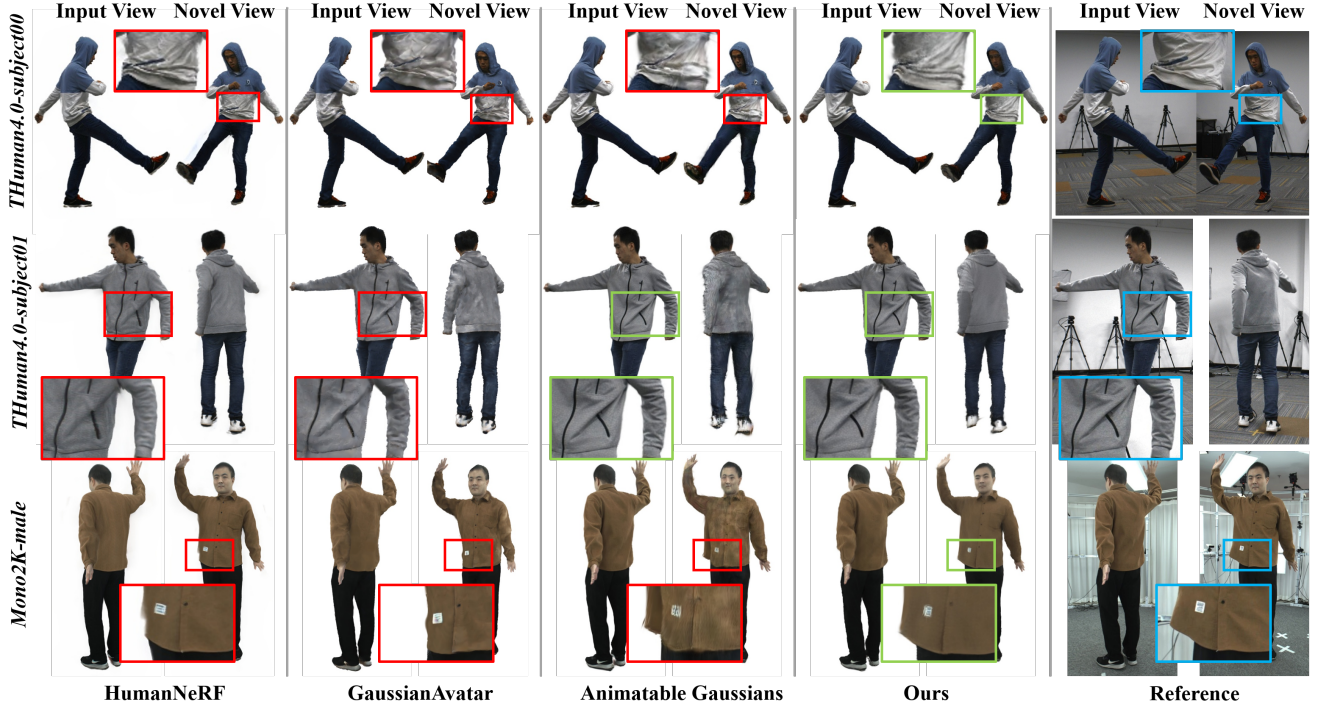 Input View Novel View Input View Novel View Input View Novel View Input View Novel View Input View Novel View
THuman4.0-subject00
THuman4.0-subject01
Mono2K-male
HumanNeRF GaussianAvatar Animatable Gaussians Ours Reference